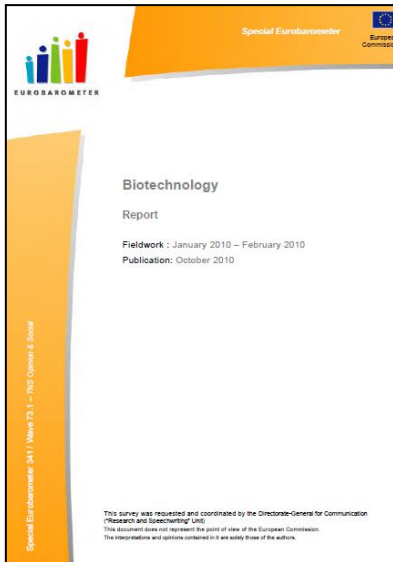 Special Eurobarometer
European
Commission
EUROBAROMETER
Biotechnology
Report
Fieldwork : January 2010 – February 2010
Publication: October 2010
Special Eurobarometer 341 / Wave 73.1 – TNS Opinion & Social
This survey was requested and coordinated by the Directorate-General for Communication
("Research and Speechwriting" Unit)
This document does not represent the point of view of the European Commission.
The interpretations and opinions contained in it are solely those of the authors.